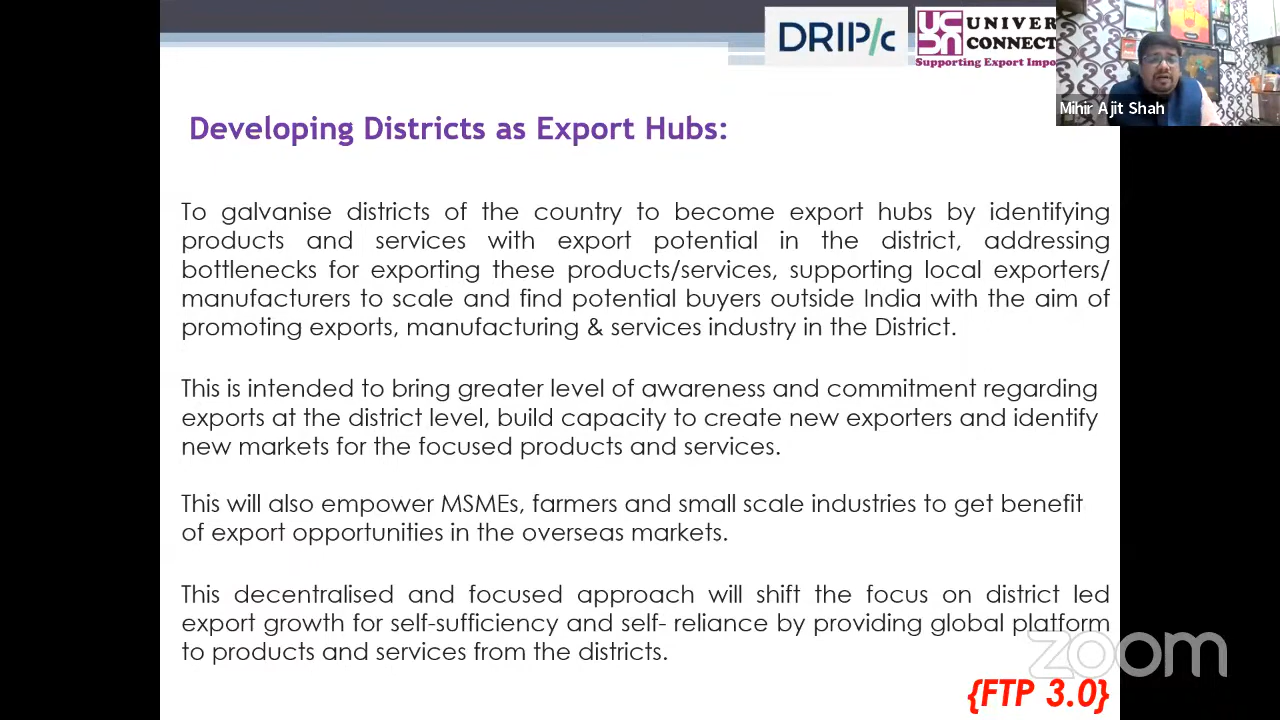 DRIP/c
UNIVER
CONNECT
Supporting Export Impo
Mihir Ajit Shah
Developing Districts as Export Hubs:
To galvanise districts of the country to become export hubs by identifying
products and services with export potential in the district, addressing
bottlenecks for exporting these products/services, supporting local exporters/
manufacturers to scale and find potential buyers outside India with the aim of
promoting exports, manufacturing & services industry in the District.
This is intended to bring greater level of awareness and commitment regarding
exports at the district level, build capacity to create new exporters and identify
new markets for the focused products and services.
This will also empower MSMEs, farmers and small scale industries to get benefit
of export opportunities in the overseas markets.
This decentralised and focused approach will shift the focus on district led
export growth for self-sufficiency and self- reliance by providing global platform
to products and services from the districts.
zoom
{FTP 3.0}